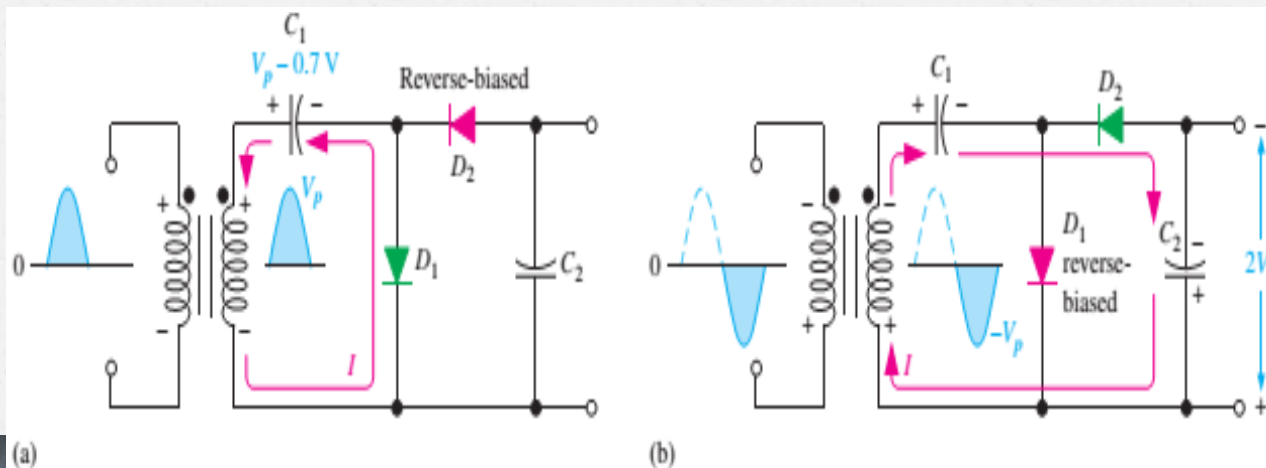 C1
Vp – 0.7 V
+ –
Reverse-biased
D2
Vp
+ +
0
D1
C2
– –
I
(a)
C1
+ –
D2
–
– –
0
D1
reverse-
biased
C2
–
+
2V
–Vp
+ +
I
+
(b)